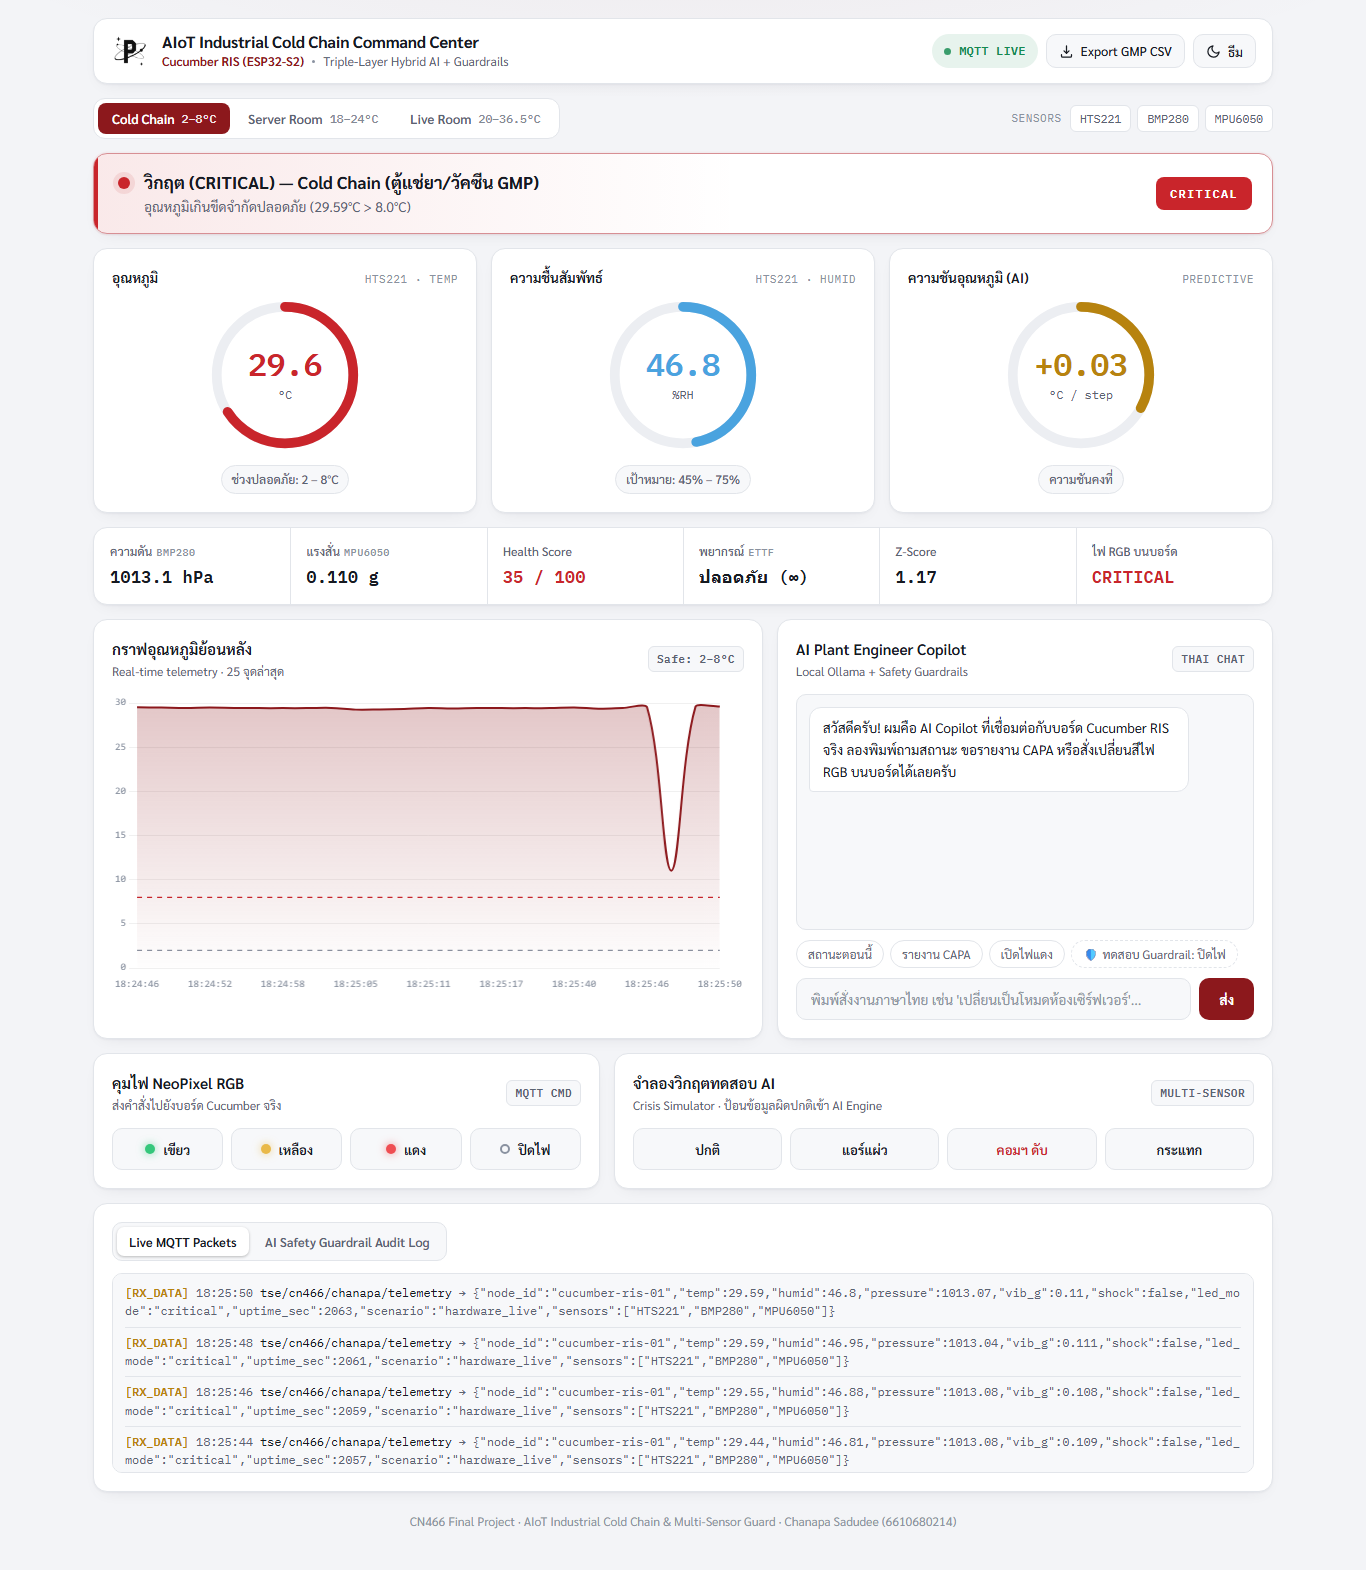 AIoT Industrial Cold Chain Command Center
Cucumber RIS (ESP32-S2) • Triple-Layer Hybrid AI + Guardrails
MQTT LIVE
Export GMP CSV
ธีม
Cold Chain 2–8°C
Server Room 18–24°C
Live Room 20–36.5°C
SENSORS HTS221 BMP280 MPU6050
วิกฤต (CRITICAL) — Cold Chain (ตู้แช่ยา/วัคซีน GMP)
อุณหภูมิเกินขีดจำกัดปลอดภัย (29.59°C > 8.0°C)
CRITICAL
อุณหภูมิ HTS221 · TEMP
29.6
°C
ช่วงปลอดภัย: 2 – 8°C
ความชื้นสัมพัทธ์ HTS221 · HUMID
46.8
%RH
เป้าหมาย: 45% – 75%
ความชันอุณหภูมิ (AI) PREDICTIVE
+0.03
°C / step
ความชันคงที่
ความดัน BMP280
1013.1 hPa
แรงสั่น MPU6050
0.110 g
Health Score
35 / 100
พยากรณ์ ETTF
ปลอดภัย (∞)
Z-Score
1.17
ไฟ RGB บนบอร์ด
CRITICAL
กราฟอุณหภูมิย้อนหลัง
Real-time telemetry · 25 จุดล่าสุด
Safe: 2–8°C
30
25
20
15
10
5
0
18:24:46 18:24:52 18:24:58 18:25:05 18:25:11 18:25:17 18:25:40 18:25:46 18:25:50
AI Plant Engineer Copilot
Local Ollama + Safety Guardrails
THAI CHAT
สวัสดีครับ! ผมคือ AI Copilot ที่เชื่อมต่อกับบอร์ด Cucumber RIS
จริง ลองพิมพ์ถามสถานะ ขอรายงาน CAPA หรือสั่งเปลี่ยนสีไฟ
RGB บนบอร์ดได้เลยครับ
สถานะตอนนี้
รายงาน CAPA
เปิดไฟแดง
ทดสอบ Guardrail: ปิดไฟ
พิมพ์สั่งงานภาษาไทย เช่น 'เปลี่ยนเป็นโหมดห้องเซิร์ฟเวอร์'...
ส่ง
คุมไฟ NeoPixel RGB
ส่งคำสั่งไปยังบอร์ด Cucumber จริง
MQTT CMD
เขียว
เหลือง
แดง
ปิดไฟ
จำลองวิกฤตทดสอบ AI
Crisis Simulator · ป้อนข้อมูลผิดปกติเข้า AI Engine
MULTI-SENSOR
ปกติ
แอร์แผ่ว
คอมฯ ดับ
กระแทก
Live MQTT Packets
AI Safety Guardrail Audit Log
[RX_DATA] 18:25:50 tse/cn466/chanapa/telemetry → {"node_id":"cucumber-ris-01","temp":29.59,"humid":46.8,"pressure":1013.07,"vib_g":0.11,"shock":false,"led_mo
de":"critical","uptime_sec":2063,"scenario":"hardware_live","sensors":["HTS221","BMP280","MPU6050"]}
[RX_DATA] 18:25:48 tse/cn466/chanapa/telemetry → {"node_id":"cucumber-ris-01","temp":29.59,"humid":46.95,"pressure":1013.04,"vib_g":0.111,"shock":false,"led_
mode":"critical","uptime_sec":2061,"scenario":"hardware_live","sensors":["HTS221","BMP280","MPU6050"]}
[RX_DATA] 18:25:46 tse/cn466/chanapa/telemetry → {"node_id":"cucumber-ris-01","temp":29.55,"humid":46.88,"pressure":1013.08,"vib_g":0.108,"shock":false,"led_
mode":"critical","uptime_sec":2059,"scenario":"hardware_live","sensors":["HTS221","BMP280","MPU6050"]}
[RX_DATA] 18:25:44 tse/cn466/chanapa/telemetry → {"node_id":"cucumber-ris-01","temp":29.44,"humid":46.81,"pressure":1013.08,"vib_g":0.109,"shock":false,"led_
mode":"critical","uptime_sec":2057,"scenario":"hardware_live","sensors":["HTS221","BMP280","MPU6050"]}
CN466 Final Project · AIoT Industrial Cold Chain & Multi-Sensor Guard · Chanapa Sadudee (6610680214)